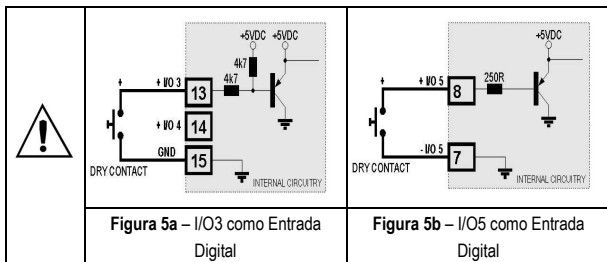 +5VDC +5VDC
4k7
4k7
+ + I/O 3 13
+ I/O 4 14
GND 15
DRY CONTACT
INTERNAL CIRCUITRY
+5VDC
+ + I/O 5 8 250R
- I/O 5 7
DRY CONTACT
INTERNAL CIRCUITRY
Figura 5a – I/O3 como Entrada
Digital
Figura 5b – I/O5 como Entrada
Digital